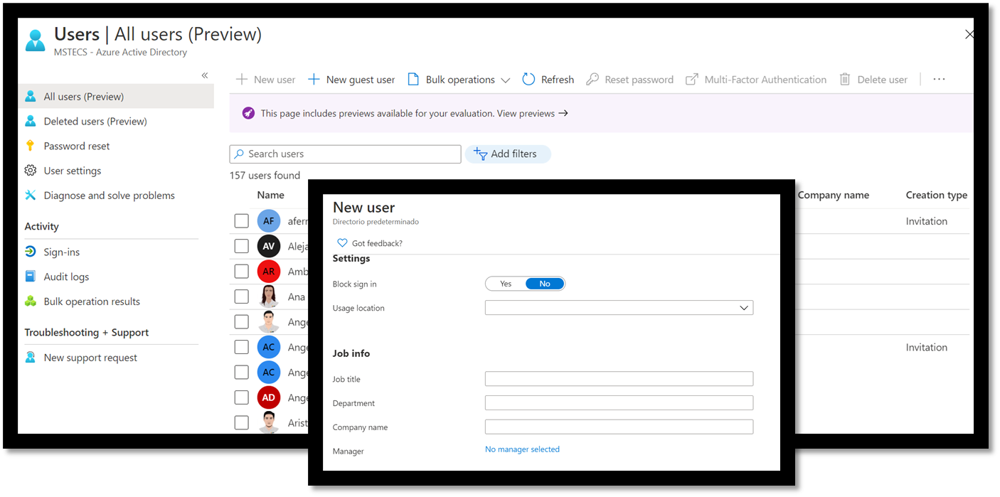 Users | All users (Preview)
MSTECS - Azure Active Directory
«
All users (Preview)
Deleted users (Preview)
Password reset
User settings
Diagnose and solve problems
Activity
Sign-ins
Audit logs
Bulk operation results
Troubleshooting + Support
New support request
New user New guest user Bulk operations Refresh Reset password Multi-Factor Authentication Delete user ...
This page includes previews available for your evaluation. View previews →
Search users Add filters
157 users found
Name Company name Creation type
AF aferr Invitation
AV Aleja
AR Amb
Ana
Ange
AC Ange Invitation
AC Ange
AD Ange
Arist
New user
Directorio predeterminado
Got feedback?
Settings
Block sign in Yes No
Usage location
Job info
Job title
Department
Company name
Manager No manager selected